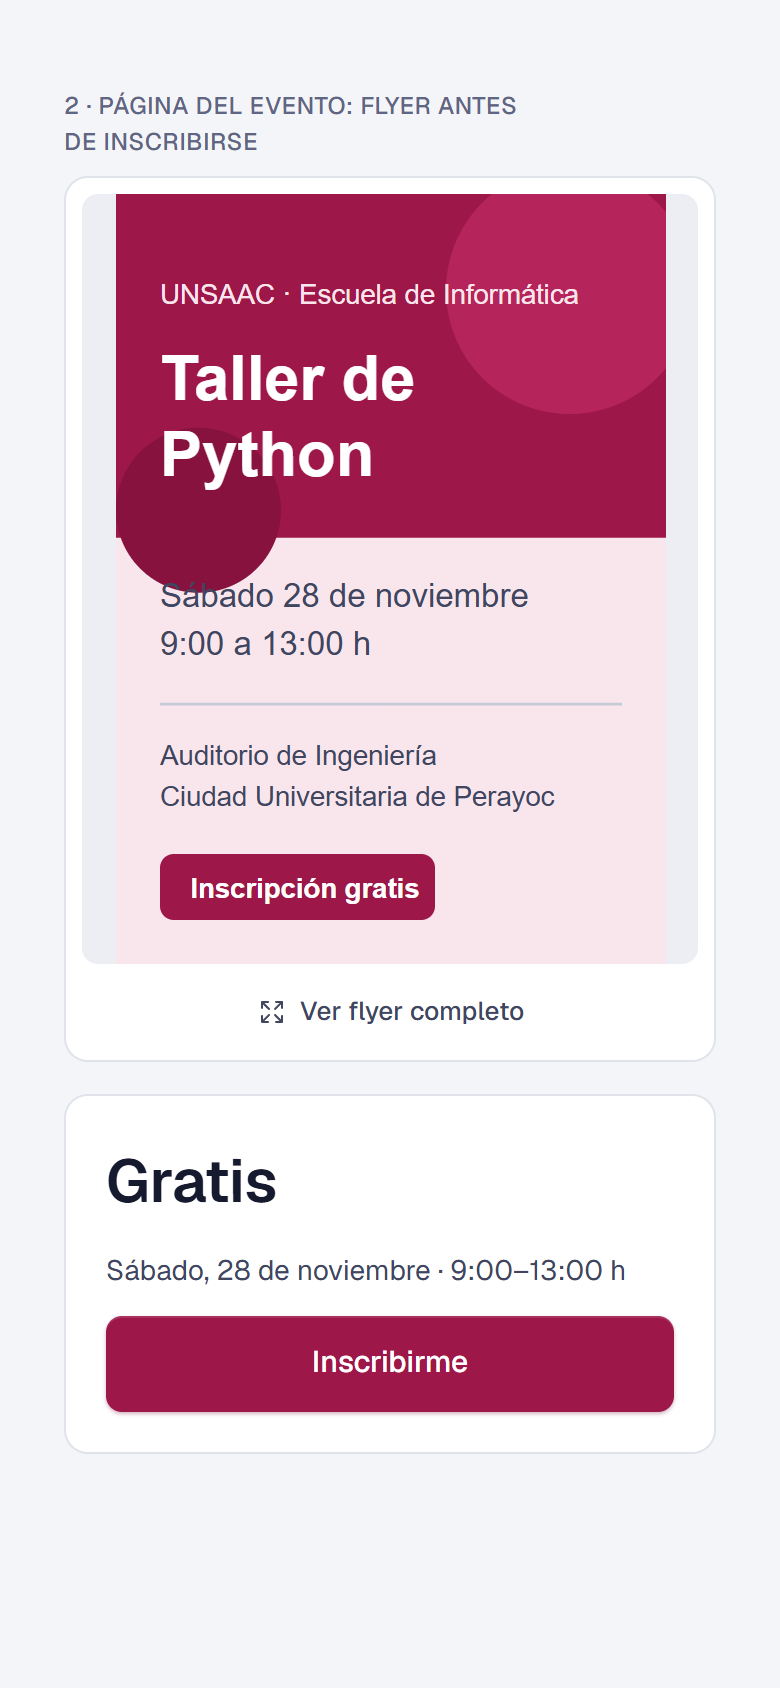 2 · PÁGINA DEL EVENTO: FLYER ANTES
DE INSCRIBIRSE
UNSAAC · Escuela de Informática
Taller de
Python
Sábado 28 de noviembre
9:00 a 13:00 h
Auditorio de Ingeniería
Ciudad Universitaria de Perayoc
Inscripción gratis
Ver flyer completo
Gratis
Sábado, 28 de noviembre · 9:00–13:00 h
Inscribirme